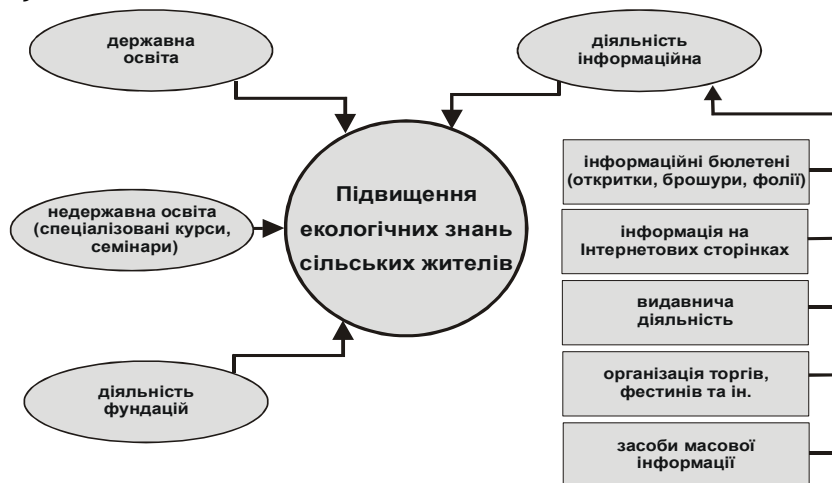 державна
освіта
діяльність
інформаційна
недержавна освіта
(спеціалізовані курси,
семінари)
Підвищення
екологічних знань
сільських жителів
діяльність
фундацій
інформаційні бюлетені
(откритки, брошури, фолії)
інформація на
Інтернетових сторінках
видавнича
діяльність
організація торгів,
фестинів та ін.
засоби масової
інформації